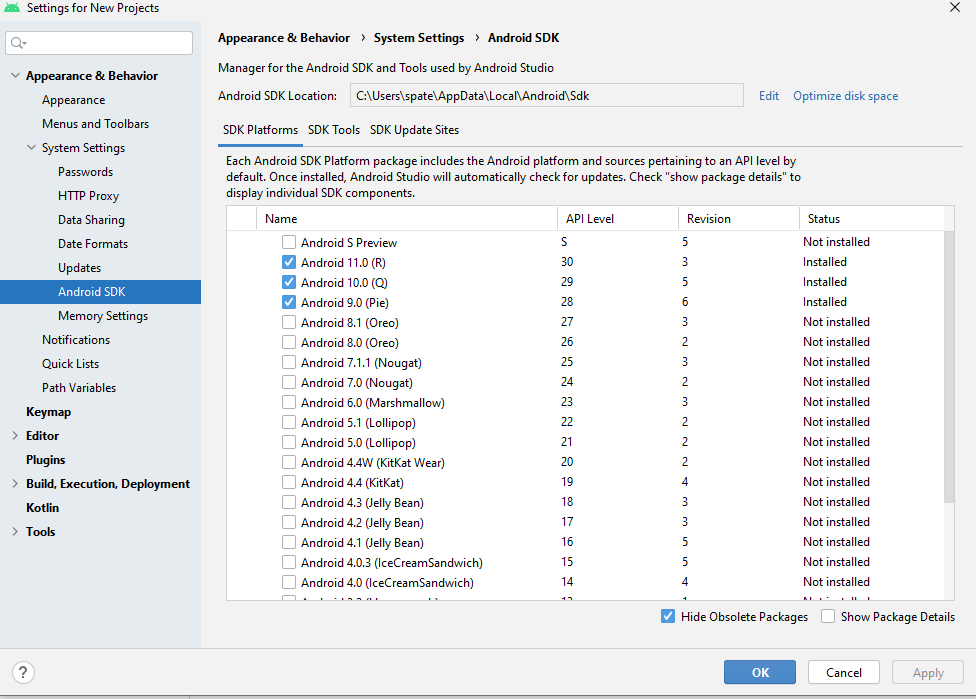 Settings for New Projects
Appearance & Behavior
Appearance
Menus and Toolbars
System Settings
Passwords
HTTP Proxy
Data Sharing
Date Formats
Updates
Android SDK
Memory Settings
Notifications
Quick Lists
Path Variables
Keymap
Editor
Plugins
Build, Execution, Deployment
Kotlin
Tools
Appearance & Behavior › System Settings › Android SDK
Manager for the Android SDK and Tools used by Android Studio
Android SDK Location: C:\Users\spate\AppData\Local\Android\Sdk Edit Optimize disk space
SDK Platforms SDK Tools SDK Update Sites
Each Android SDK Platform package includes the Android platform and sources pertaining to an API level by
default. Once installed, Android Studio will automatically check for updates. Check "show package details" to
display individual SDK components.
Name API Level Revision Status
Android S Preview S 5 Not installed
Android 11.0 (R) 30 3 Installed
Android 10.0 (Q) 29 5 Installed
Android 9.0 (Pie) 28 6 Installed
Android 8.1 (Oreo) 27 3 Not installed
Android 8.0 (Oreo) 26 2 Not installed
Android 7.1.1 (Nougat) 25 3 Not installed
Android 7.0 (Nougat) 24 2 Not installed
Android 6.0 (Marshmallow) 23 3 Not installed
Android 5.1 (Lollipop) 22 2 Not installed
Android 5.0 (Lollipop) 21 2 Not installed
Android 4.4W (KitKat Wear) 20 2 Not installed
Android 4.4 (KitKat) 19 4 Not installed
Android 4.3 (Jelly Bean) 18 3 Not installed
Android 4.2 (Jelly Bean) 17 3 Not installed
Android 4.1 (Jelly Bean) 16 5 Not installed
Android 4.0.3 (IceCreamSandwich) 15 5 Not installed
Android 4.0 (IceCreamSandwich) 14 4 Not installed
Hide Obsolete Packages Show Package Details
? OK Cancel Apply